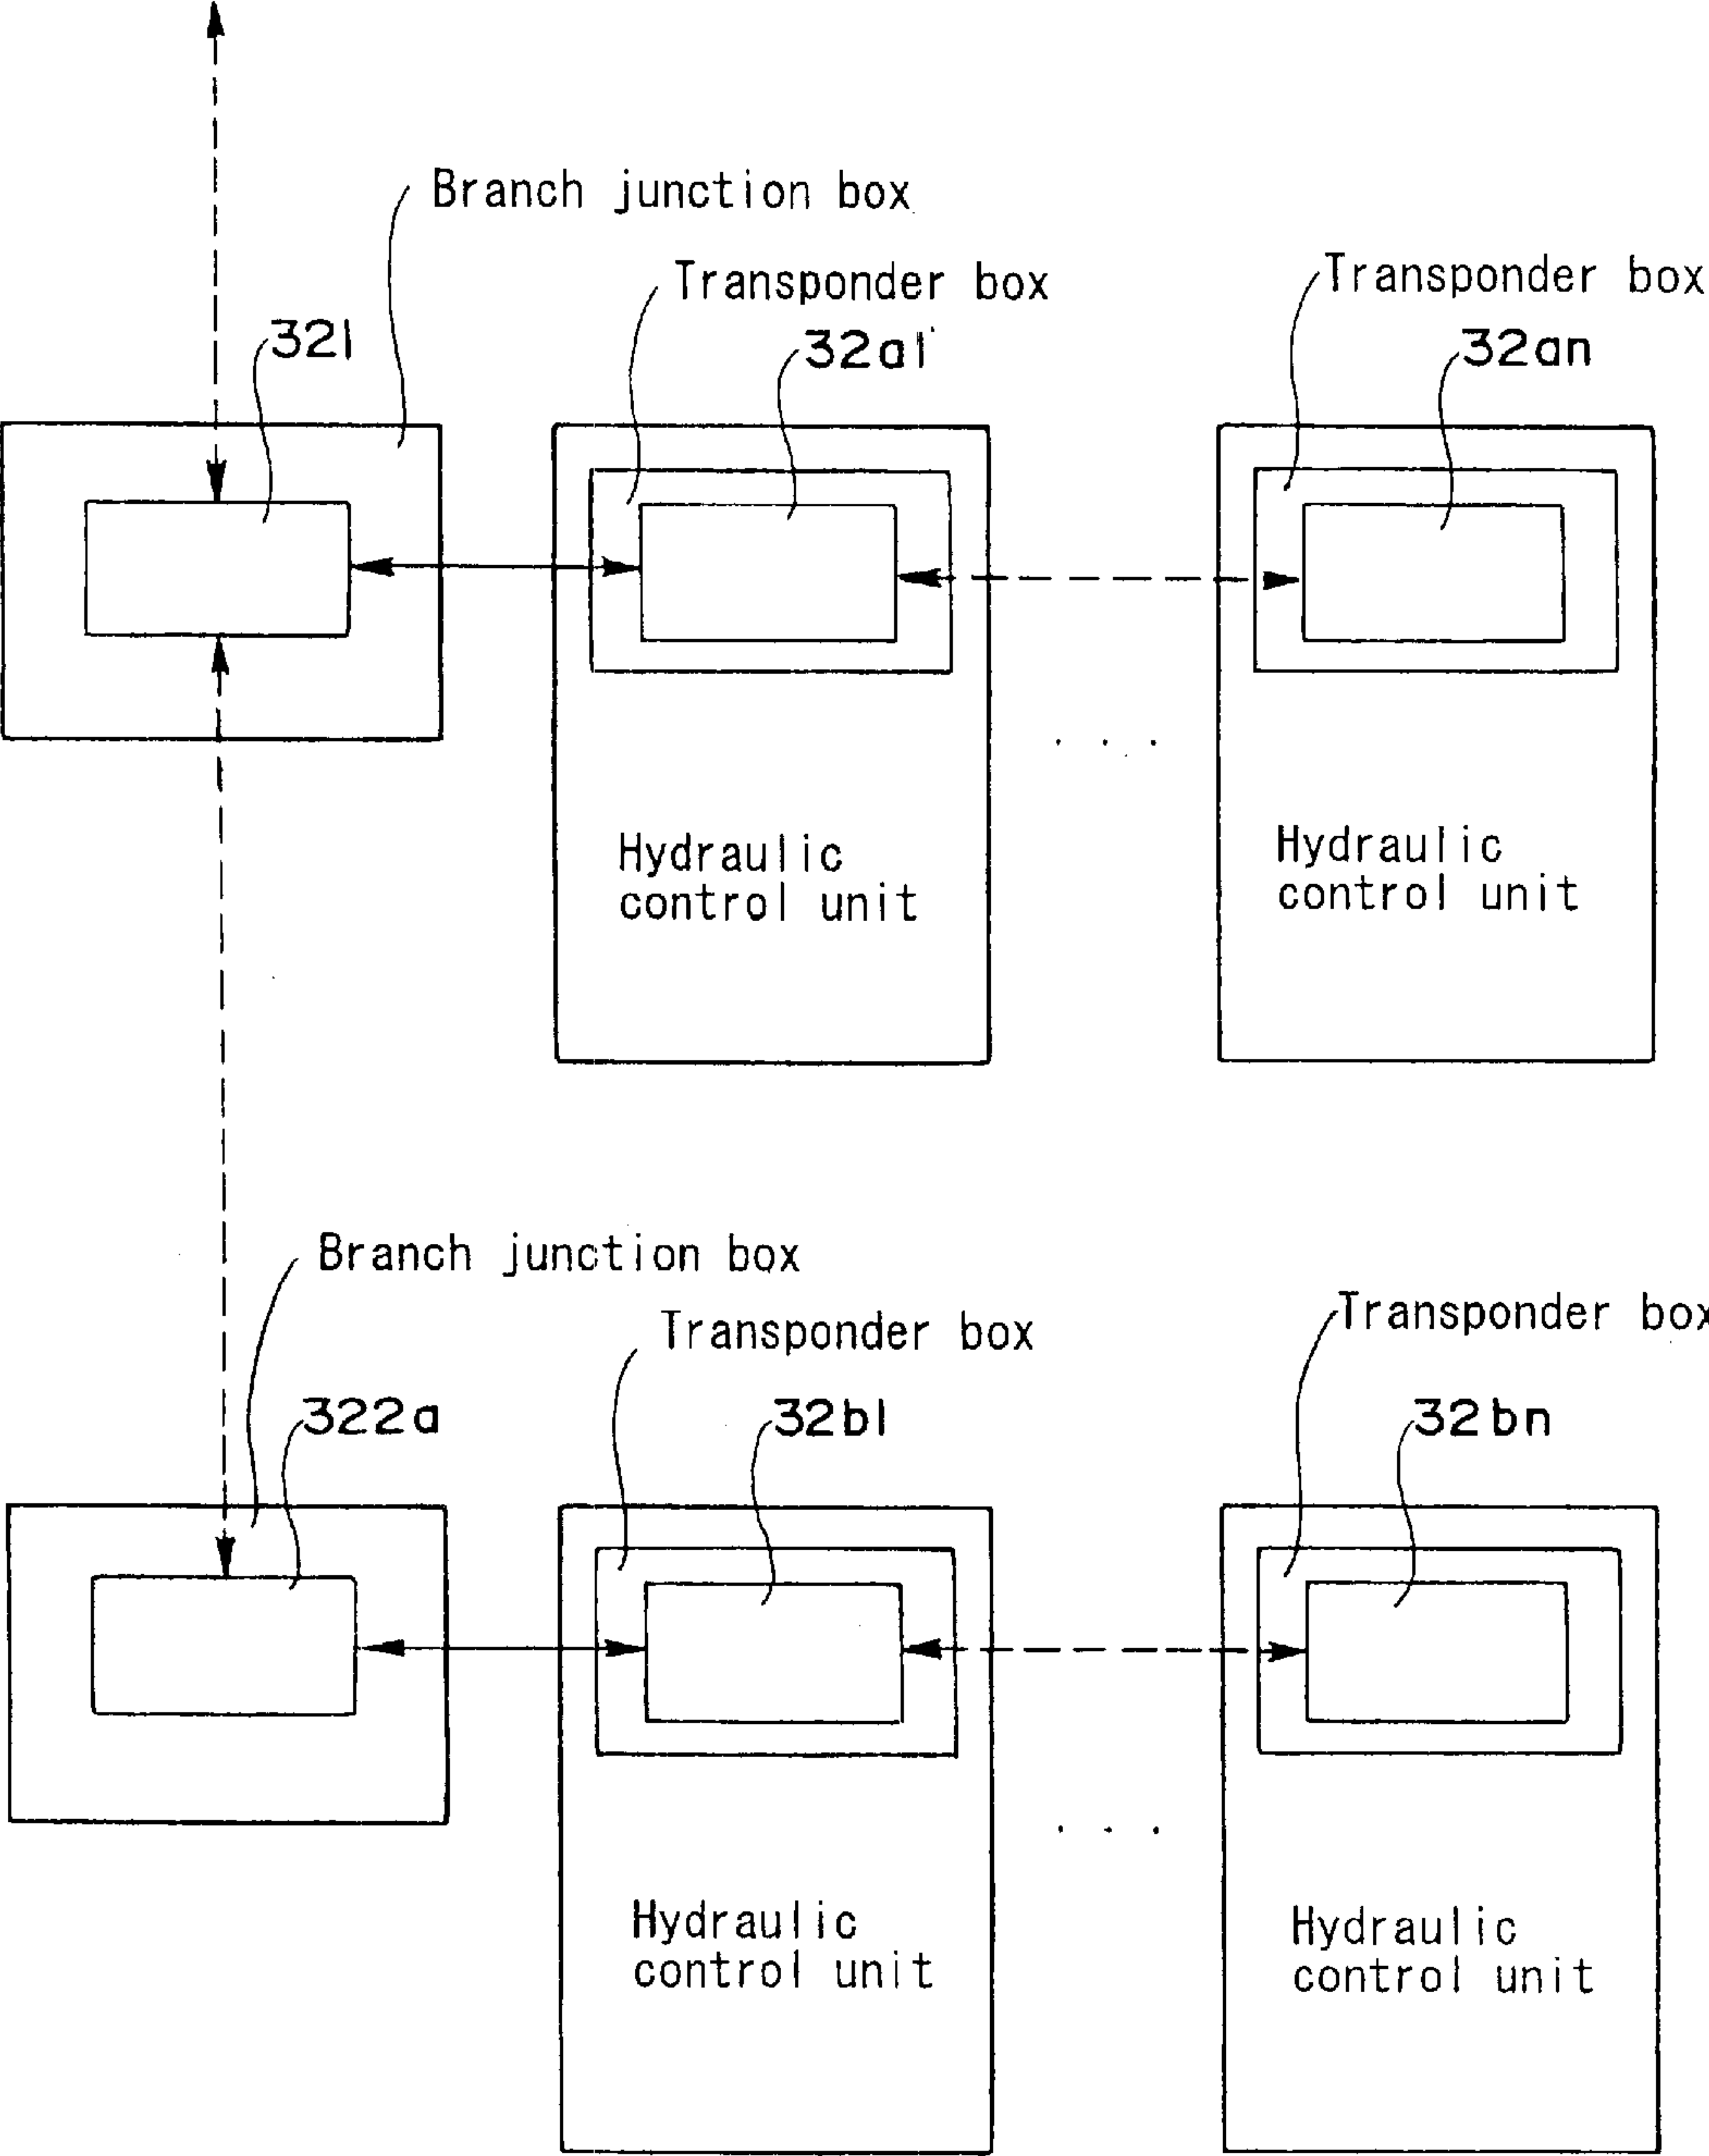 Branch junction box
Transponder box
Transponder box
321
32a1
32an
Hydraulic
control unit
Hydraulic
control unit
. . .
Branch junction box
Transponder box
Transponder box
322a
32b1
32bn
. . .
Hydraulic
control unit
Hydraulic
control unit